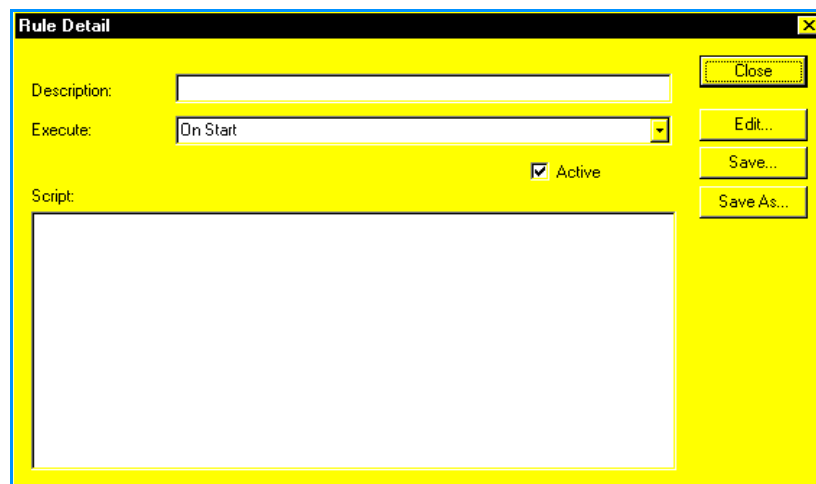 Rule Detail
Close
Description:
Execute: On Start
Edit...
Active
Save...
Script:
Save As...